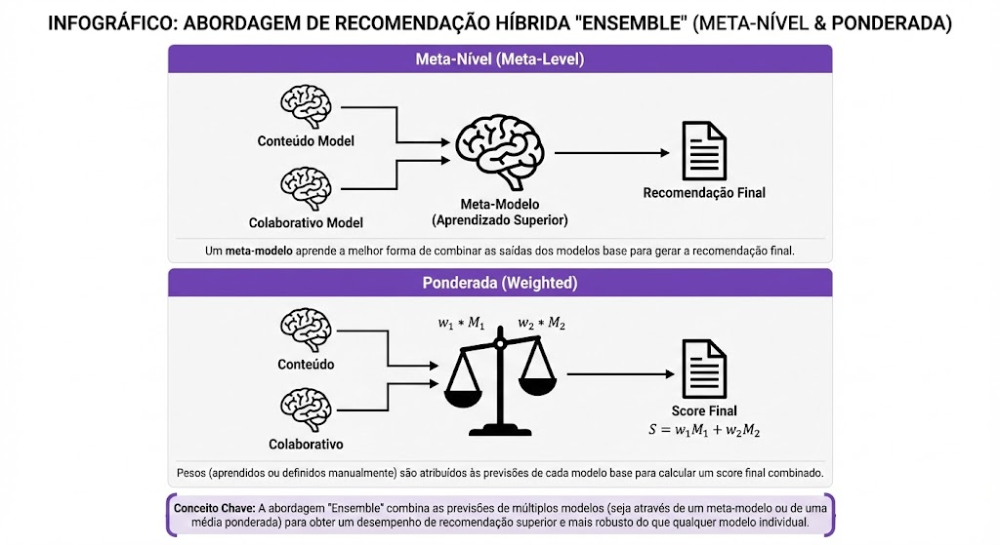 INFOGRÁFICO: ABORDAGEM DE RECOMENDAÇÃO HÍBRIDA "ENSEMBLE" (META-NÍVEL & PONDERADA)
Meta-Nível (Meta-Level)
Conteúdo Model
Colaborativo Model
Meta-Modelo
(Aprendizado Superior)
Recomendação Final
Um meta-modelo aprende a melhor forma de combinar as saídas dos modelos base para gerar a recomendação final.
Ponderada (Weighted)
Conteúdo
Colaborativo
w₁ * M₁
w₂ * M₂
Score Final
S = w₁M₁ + w₂M₂
Pesos (aprendidos ou definidos manualmente) são atribuídos às previsões de cada modelo base para calcular um score final combinado.
Conceito Chave: A abordagem "Ensemble" combina as previsões de múltiplos modelos (seja através de um meta-modelo ou de uma
média ponderada) para obter um desempenho de recomendação superior e mais robusto do que qualquer modelo individual.